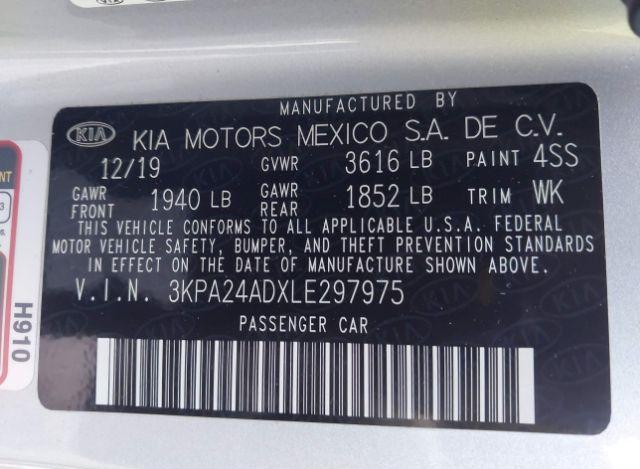 MANUFACTURED BY
KIA KIA MOTORS MEXICO S.A. DE C.V.
12/19 GVWR 3616 LB PAINT 4SS
GAWR FRONT 1940 LB GAWR REAR 1852 LB TRIM WK
THIS VEHICLE CONFORMS TO ALL APPLICABLE U.S.A. FEDERAL
MOTOR VEHICLE SAFETY, BUMPER, AND THEFT PREVENTION STANDARDS
IN EFFECT ON THE DATE OF MANUFACTURE SHOWN ABOVE.
V.I.N. 3KPA24ADXLE297975
PASSENGER CAR
H910